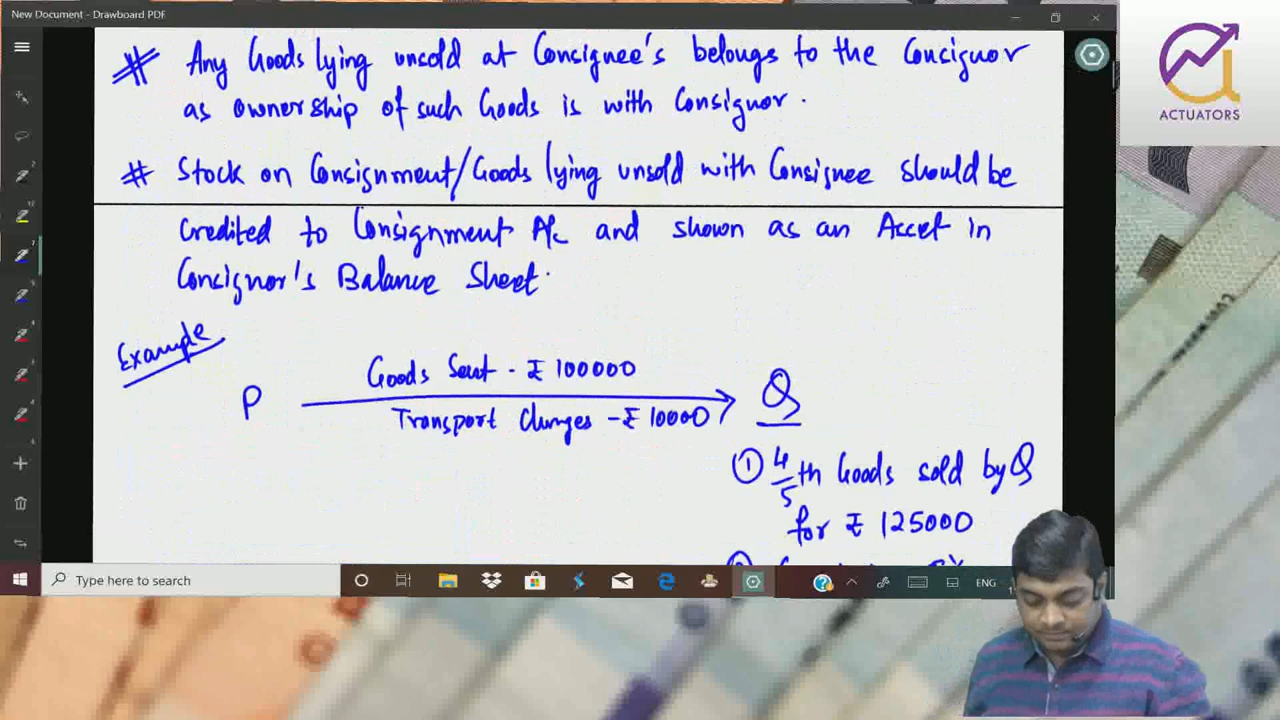 New Document - Drawboard PDF
# Any Goods lying unsold at Consignee's belongs to the Consignor
as ownership of such Goods is with Consignor.
# Stock on Consignment/Goods lying unsold with Consignee should be
Credited to Consignment A/c and shown as an Asset in
Consignor's Balance Sheet.
Example
Goods Sent - ₹ 100000
P Q
Transport Charges - ₹ 10000
① 4/5th Goods sold by Q
for ₹ 125000
Type here to search
ENG
ACTUATORS